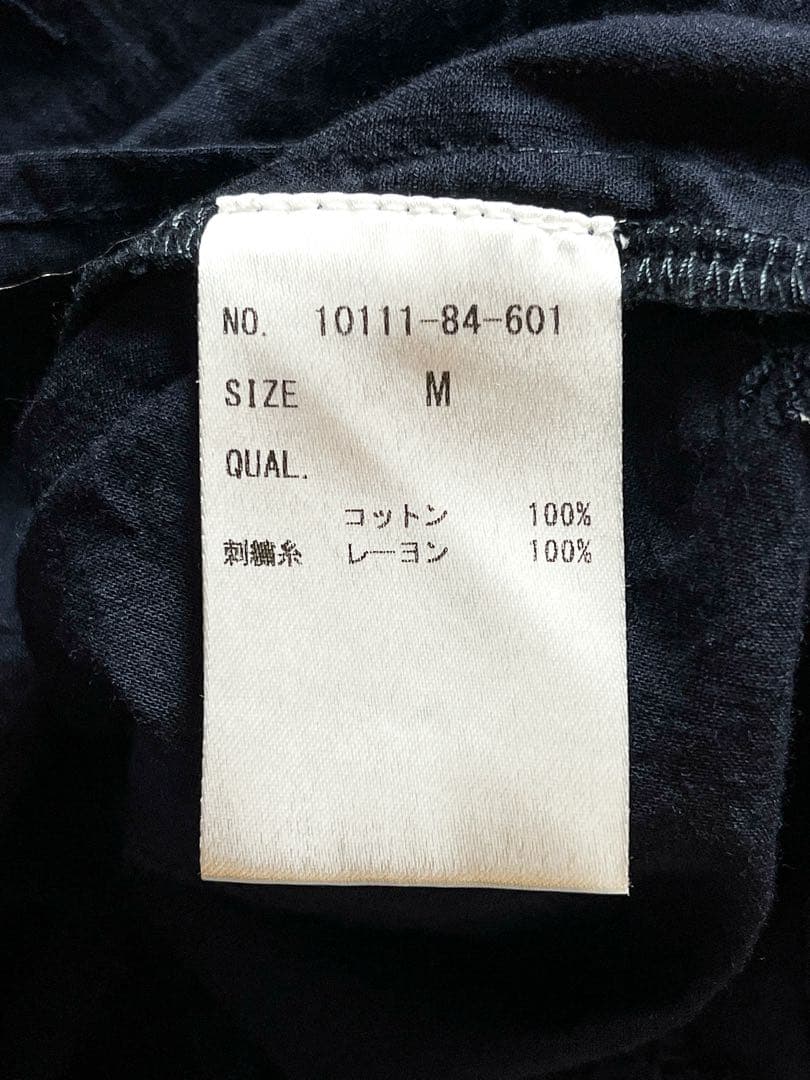 NO. 10111-84-601
SIZE M
QUAL.
コットン 100%
刺繍糸 レーヨン 100%